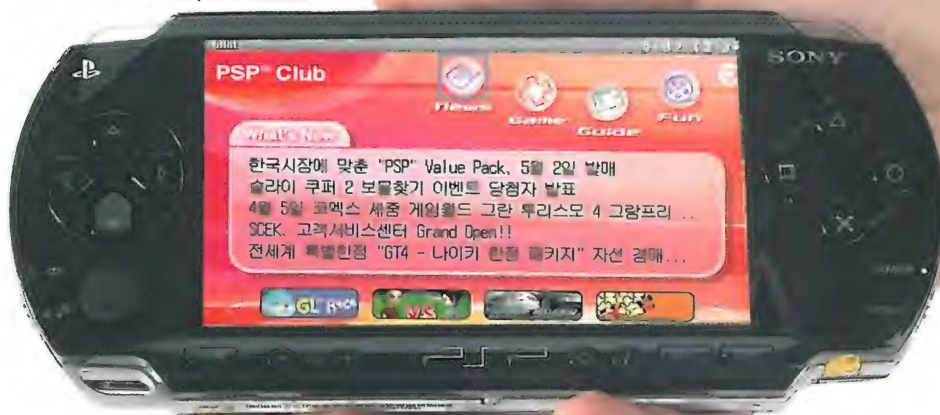 SONY
PSP® Club
News
Game
Guide
Fun
What's New
한국시장에 맞춘 "PSP" Value Pack, 5월 2일 발매
슬라이 쿠퍼 2 보물찾기 이벤트 당첨자 발표
4월 5일 코엑스 세중 게임월드 그란 투리스모 4 그랑프리 ...
SCEK, 고객서비스센터 Grand Open!!
전세계 특별한정 "GT4 - 나이키 한정 패키지" 자선 경매...
VS